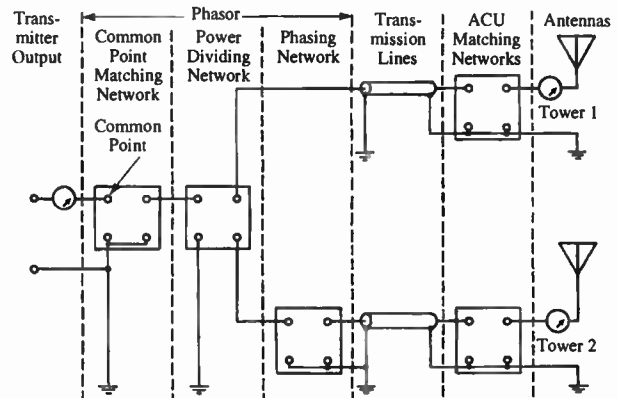 Phasor
Trans-
mitter
Output
Common
Point
Matching
Network
Power
Dividing
Network
Phasing
Network
Trans-
mission
Lines
ACU
Matching
Networks
Antennas
Common
Point
Tower 1
Tower 2